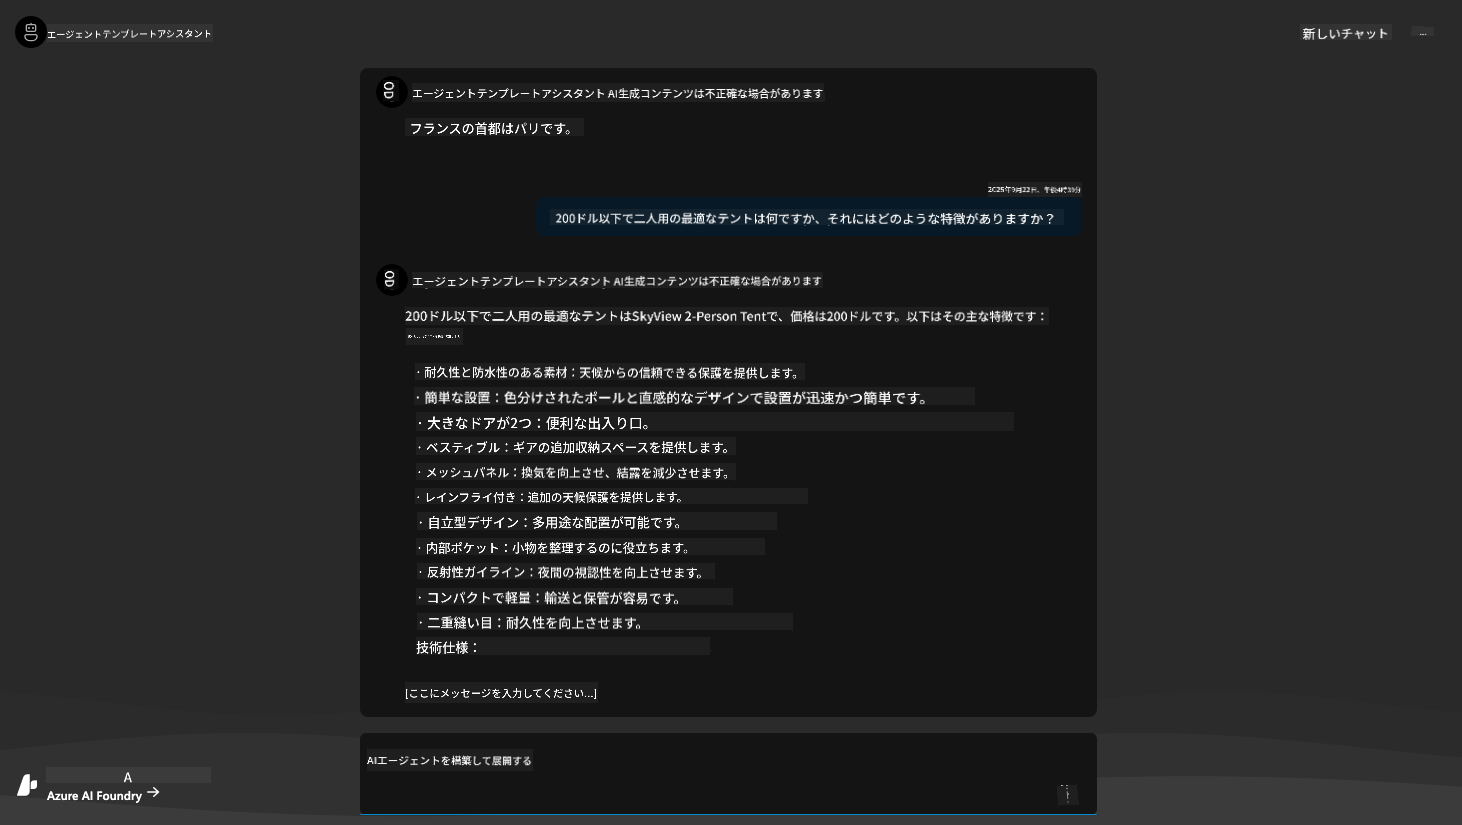 エージェントテンプレートアシスタント
新しいチャット
...
エージェントテンプレートアシスタント AI生成コンテンツは不正確な場合があります
フランスの首都はパリです。
2025年9月22日、午後4時
200ドル以下で二人用の最適なテントは何ですか、それにはどのような特徴がありますか？
エージェントテンプレートアシスタント AI生成コンテンツは不正確な場合があります
200ドル以下で二人用の最適なテントはSkyView 2-Person Tentで、価格は200ドルです。以下はその主な特徴です：
· 耐久性と防水性のある素材：天候からの信頼できる保護を提供します。
· 簡単な設置：色分けされたポールと直感的なデザインで設置が迅速かつ簡単です。
· 大きなドアが2つ：便利な出入り口。
· ベスティブル：ギアの追加収納スペースを提供します。
· メッシュパネル：換気を向上させ、結露を減少させます。
· レインフライ付き：追加の天候保護を提供します。
· 自立型デザイン：多用途な配置が可能です。
· 内部ポケット：小物を整理するのに役立ちます。
· 反射性ガイライン：夜間の視認性を向上させます。
· コンパクトで軽量：輸送と保管が容易です。
· 二重縫い目：耐久性を向上させます。
技術仕様：
[ここにメッセージを入力してください...]
AIエージェントを構築して展開する
A
Azure AI Foundry →